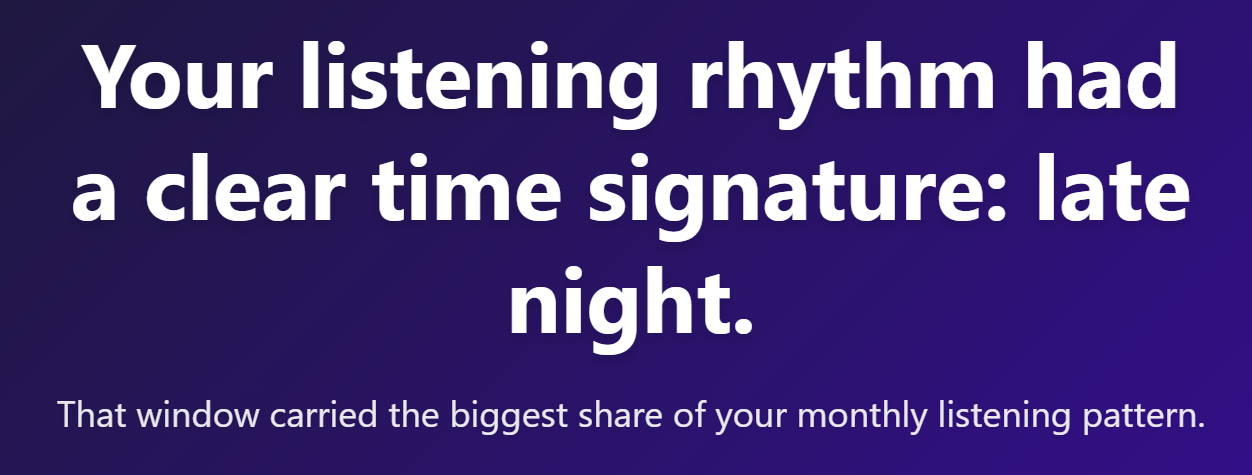 Your listening rhythm had
a clear time signature: late
night.
That window carried the biggest share of your monthly listening pattern.